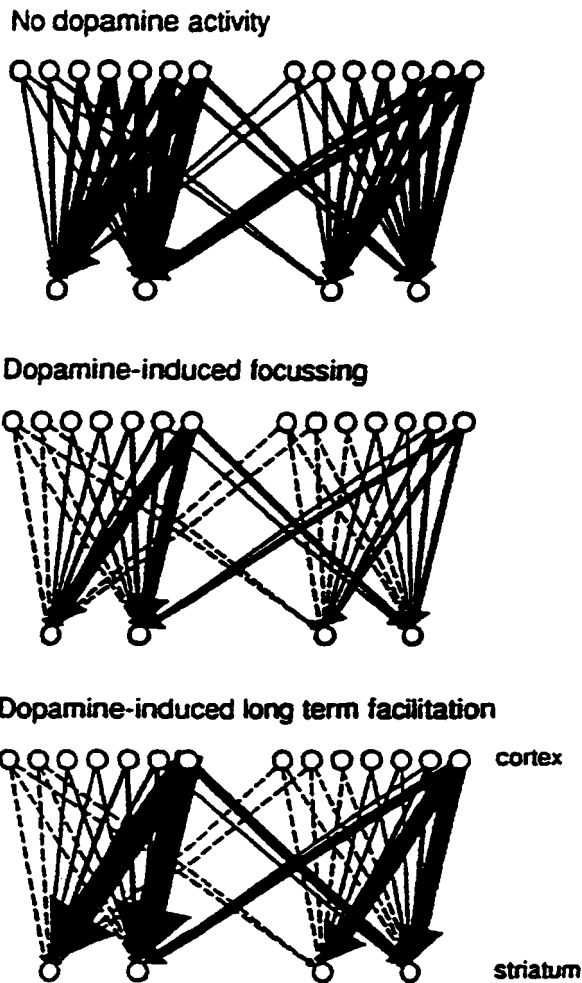 No dopamine activity
Dopamine-induced focussing
Dopamine-induced long term facilitation
cortex
striatum